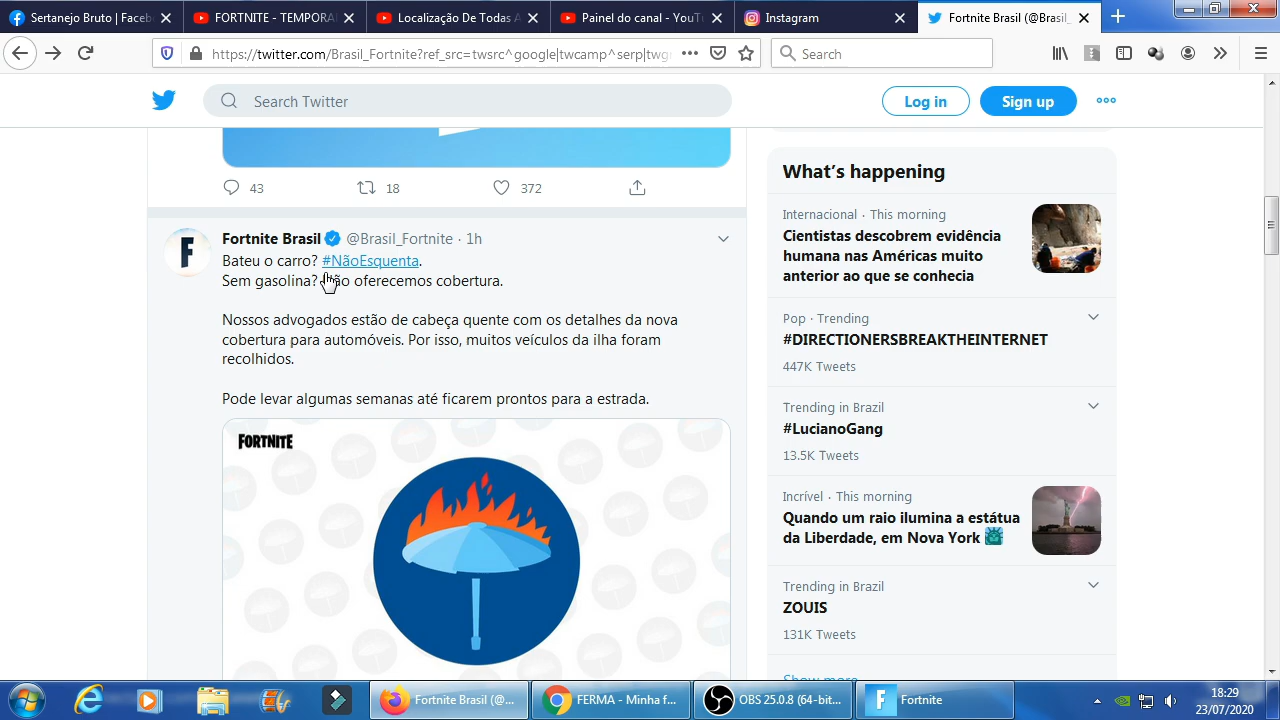 Sertanejo Bruto | Faceb
FORTNITE - TEMPORA
Localização De Todas A
Painel do canal - YouTu
Instagram
Fortnite Brasil (@Brasil_
https://twitter.com/Brasil_Fortnite?ref_src=twsrc^google|twcamp^serp|twg
Search
Search Twitter
Log in
Sign up
43
18
372
Fortnite Brasil @Brasil_Fortnite · 1h
Bateu o carro? #NãoEsquenta.
Sem gasolina? Não oferecemos cobertura.
Nossos advogados estão de cabeça quente com os detalhes da nova
cobertura para automóveis. Por isso, muitos veículos da ilha foram
recolhidos.
Pode levar algumas semanas até ficarem prontos para a estrada.
FORTNITE
What's happening
Internacional · This morning
Cientistas descobrem evidência
humana nas Américas muito
anterior ao que se conhecia
Pop · Trending
#DIRECTIONERSBREAKTHEINTERNET
447K Tweets
Trending in Brazil
#LucianoGang
13.5K Tweets
Incrível · This morning
Quando um raio ilumina a estátua
da Liberdade, em Nova York
Trending in Brazil
ZOUIS
131K Tweets
Show more
Fortnite Brasil (@...
FERMA - Minha f...
OBS 25.0.8 (64-bit...
Fortnite
18:29
23/07/2020